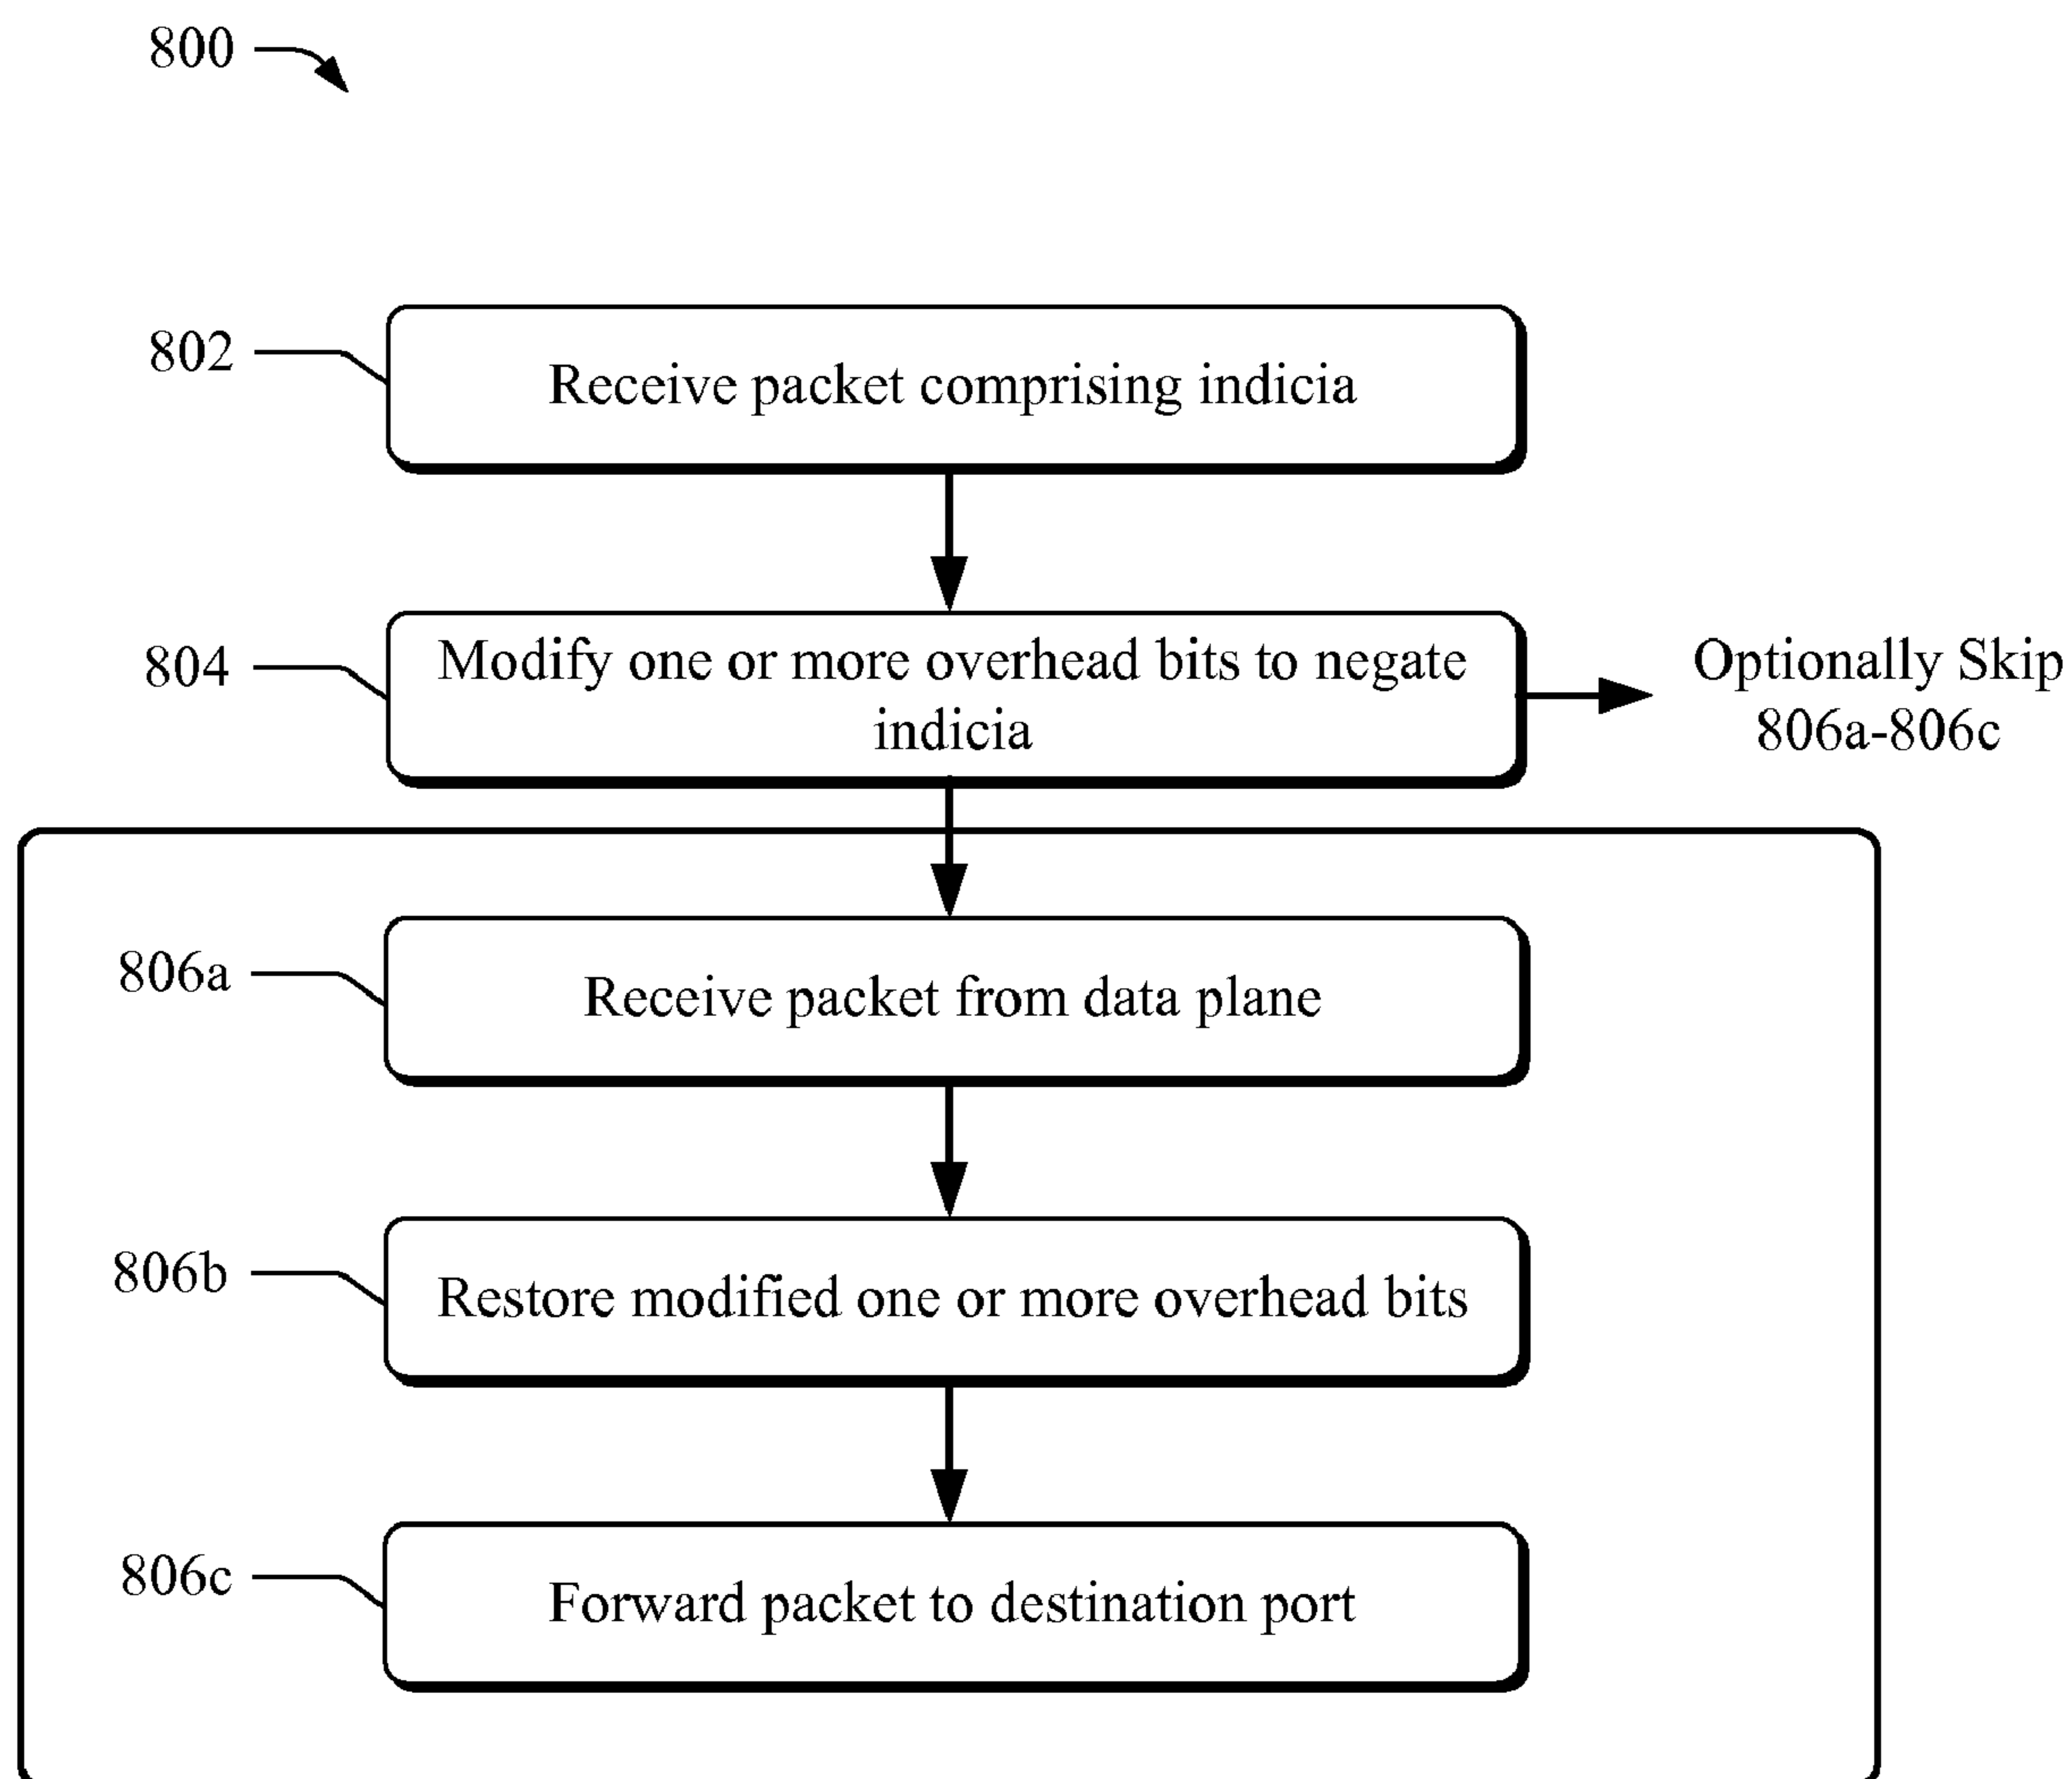 800
802
Receive packet comprising indicia
804
Modify one or more overhead bits to negate
indicia
Optionally Skip
806a-806c
806a
Receive packet from data plane
806b
Restore modified one or more overhead bits
806c
Forward packet to destination port